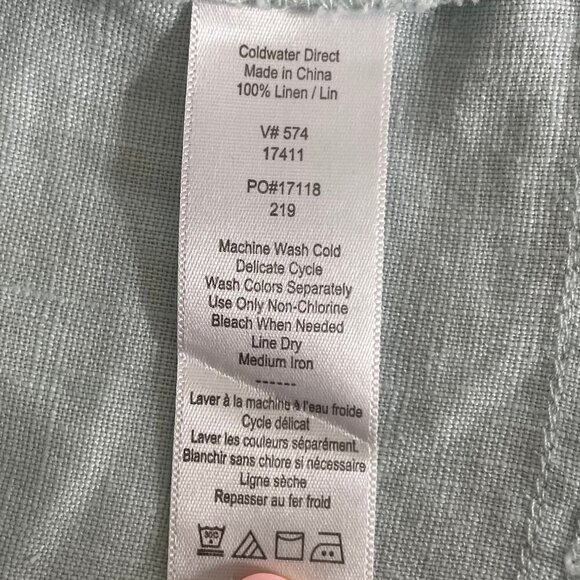 Coldwater Direct
Made in China
100% Linen / Lin
V# 574
17411
PO#17118
219
Machine Wash Cold
Delicate Cycle
Wash Colors Separately
Use Only Non-Chlorine
Bleach When Needed
Line Dry
Medium Iron
------
Laver à la machine à l'eau froide
Cycle délicat
Laver les couleurs séparément.
Blanchir sans chlore si nécessaire
Ligne sèche
Repasser au fer froid
30C